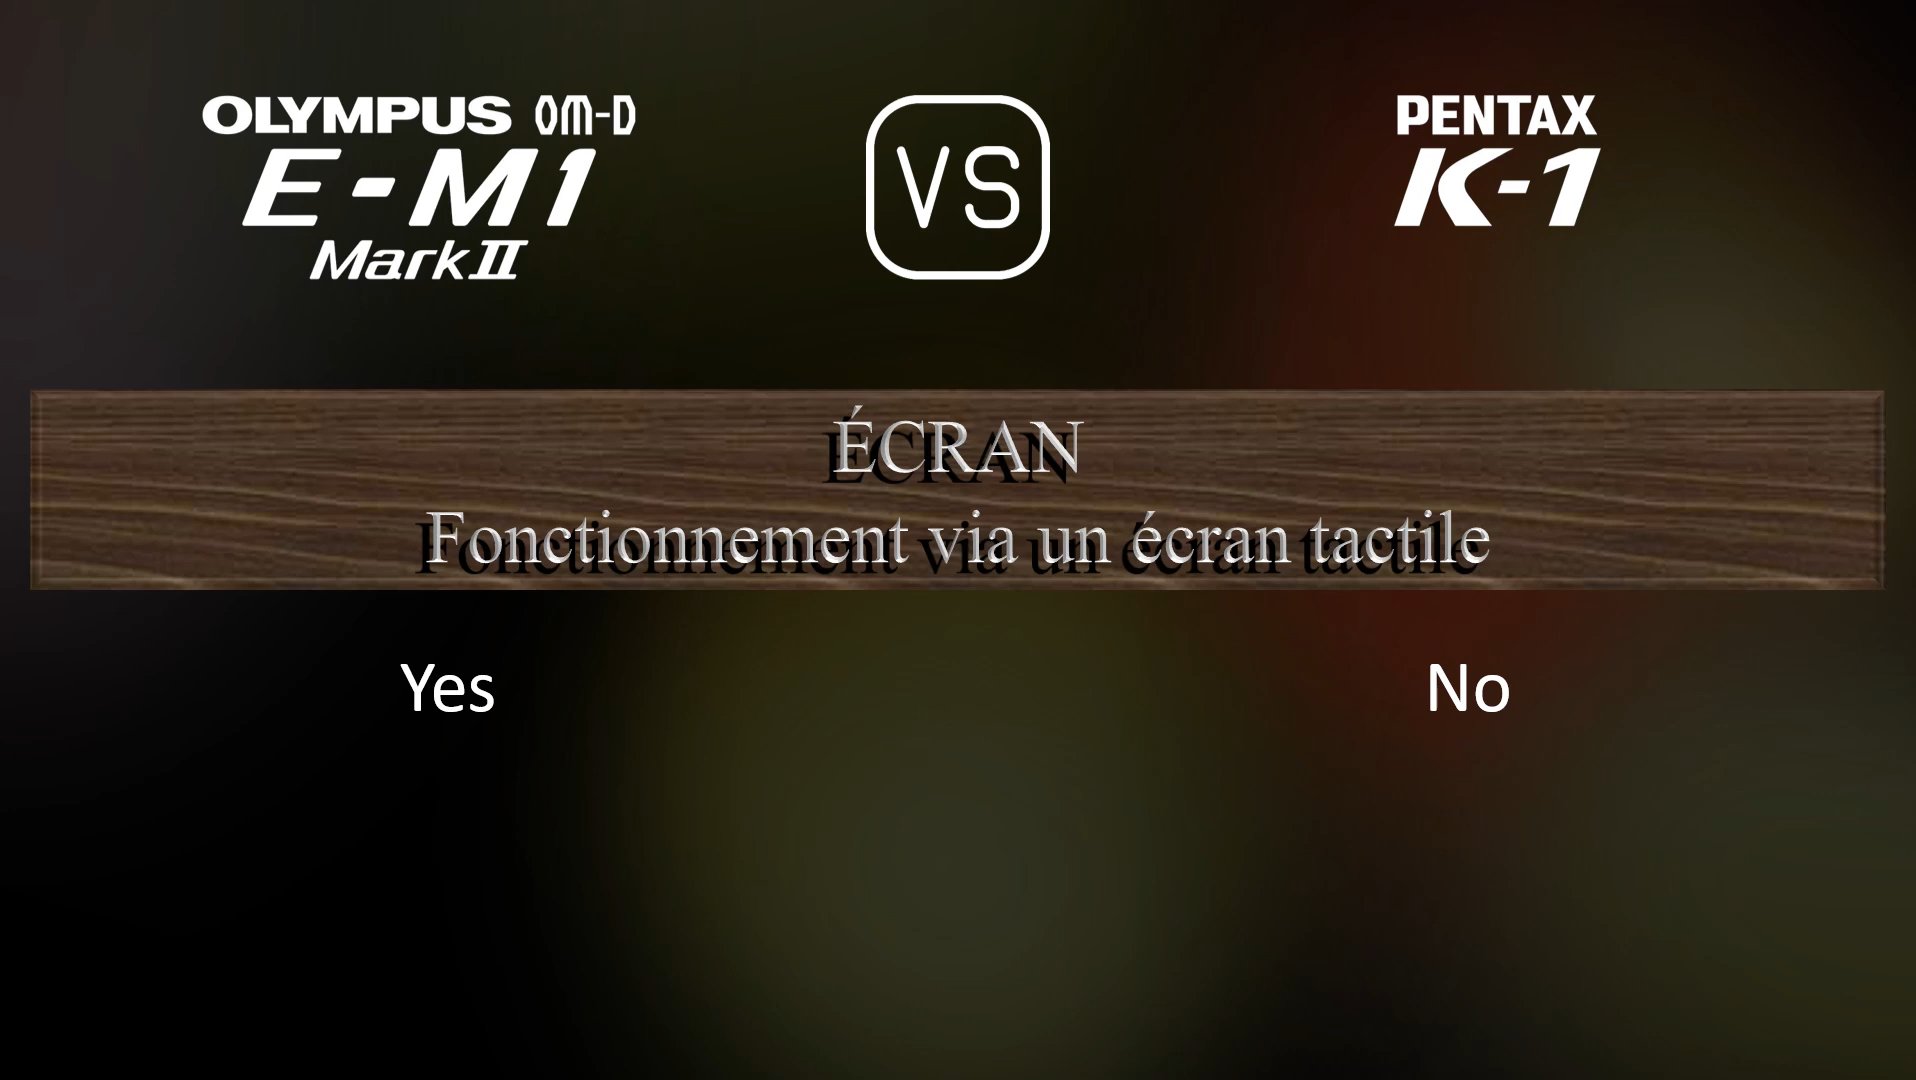 OLYMPUS OM-D
E-M1
Mark II
VS
PENTAX
K-1
ÉCRAN
Fonctionnement via un écran tactile
Yes
No